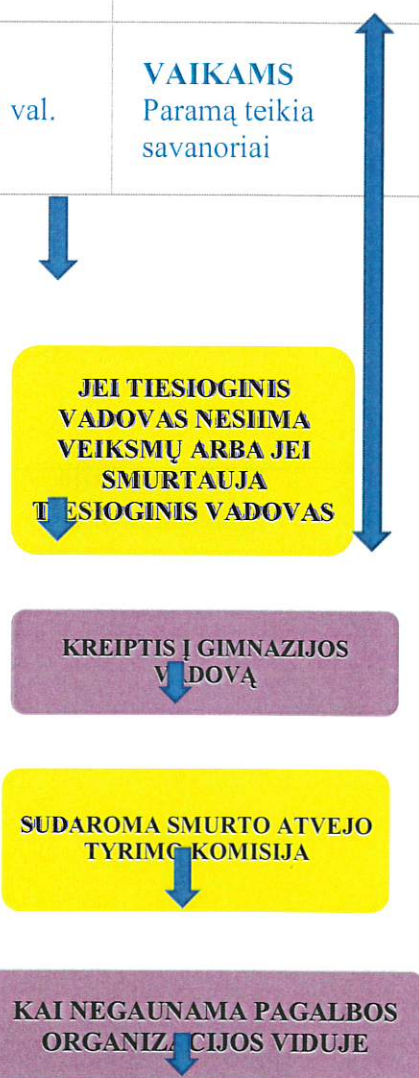 val.
VAIKAMS
Paramą teikia
savanoriai
JEI TIESIOGINIS
VADOVAS NESIIMA
VEIKSMŲ ARBA JEI
SMURTAUJA
TIESIOGINIS VADOVAS
KREIPTIS Į GIMNAZIJOS
VADOVĄ
SUDAROMA SMURTO ATVEJO
TYRIMO KOMISIJA
KAI NEGAUNAMA PAGALBOS
ORGANIZACIJOS VIDUJE